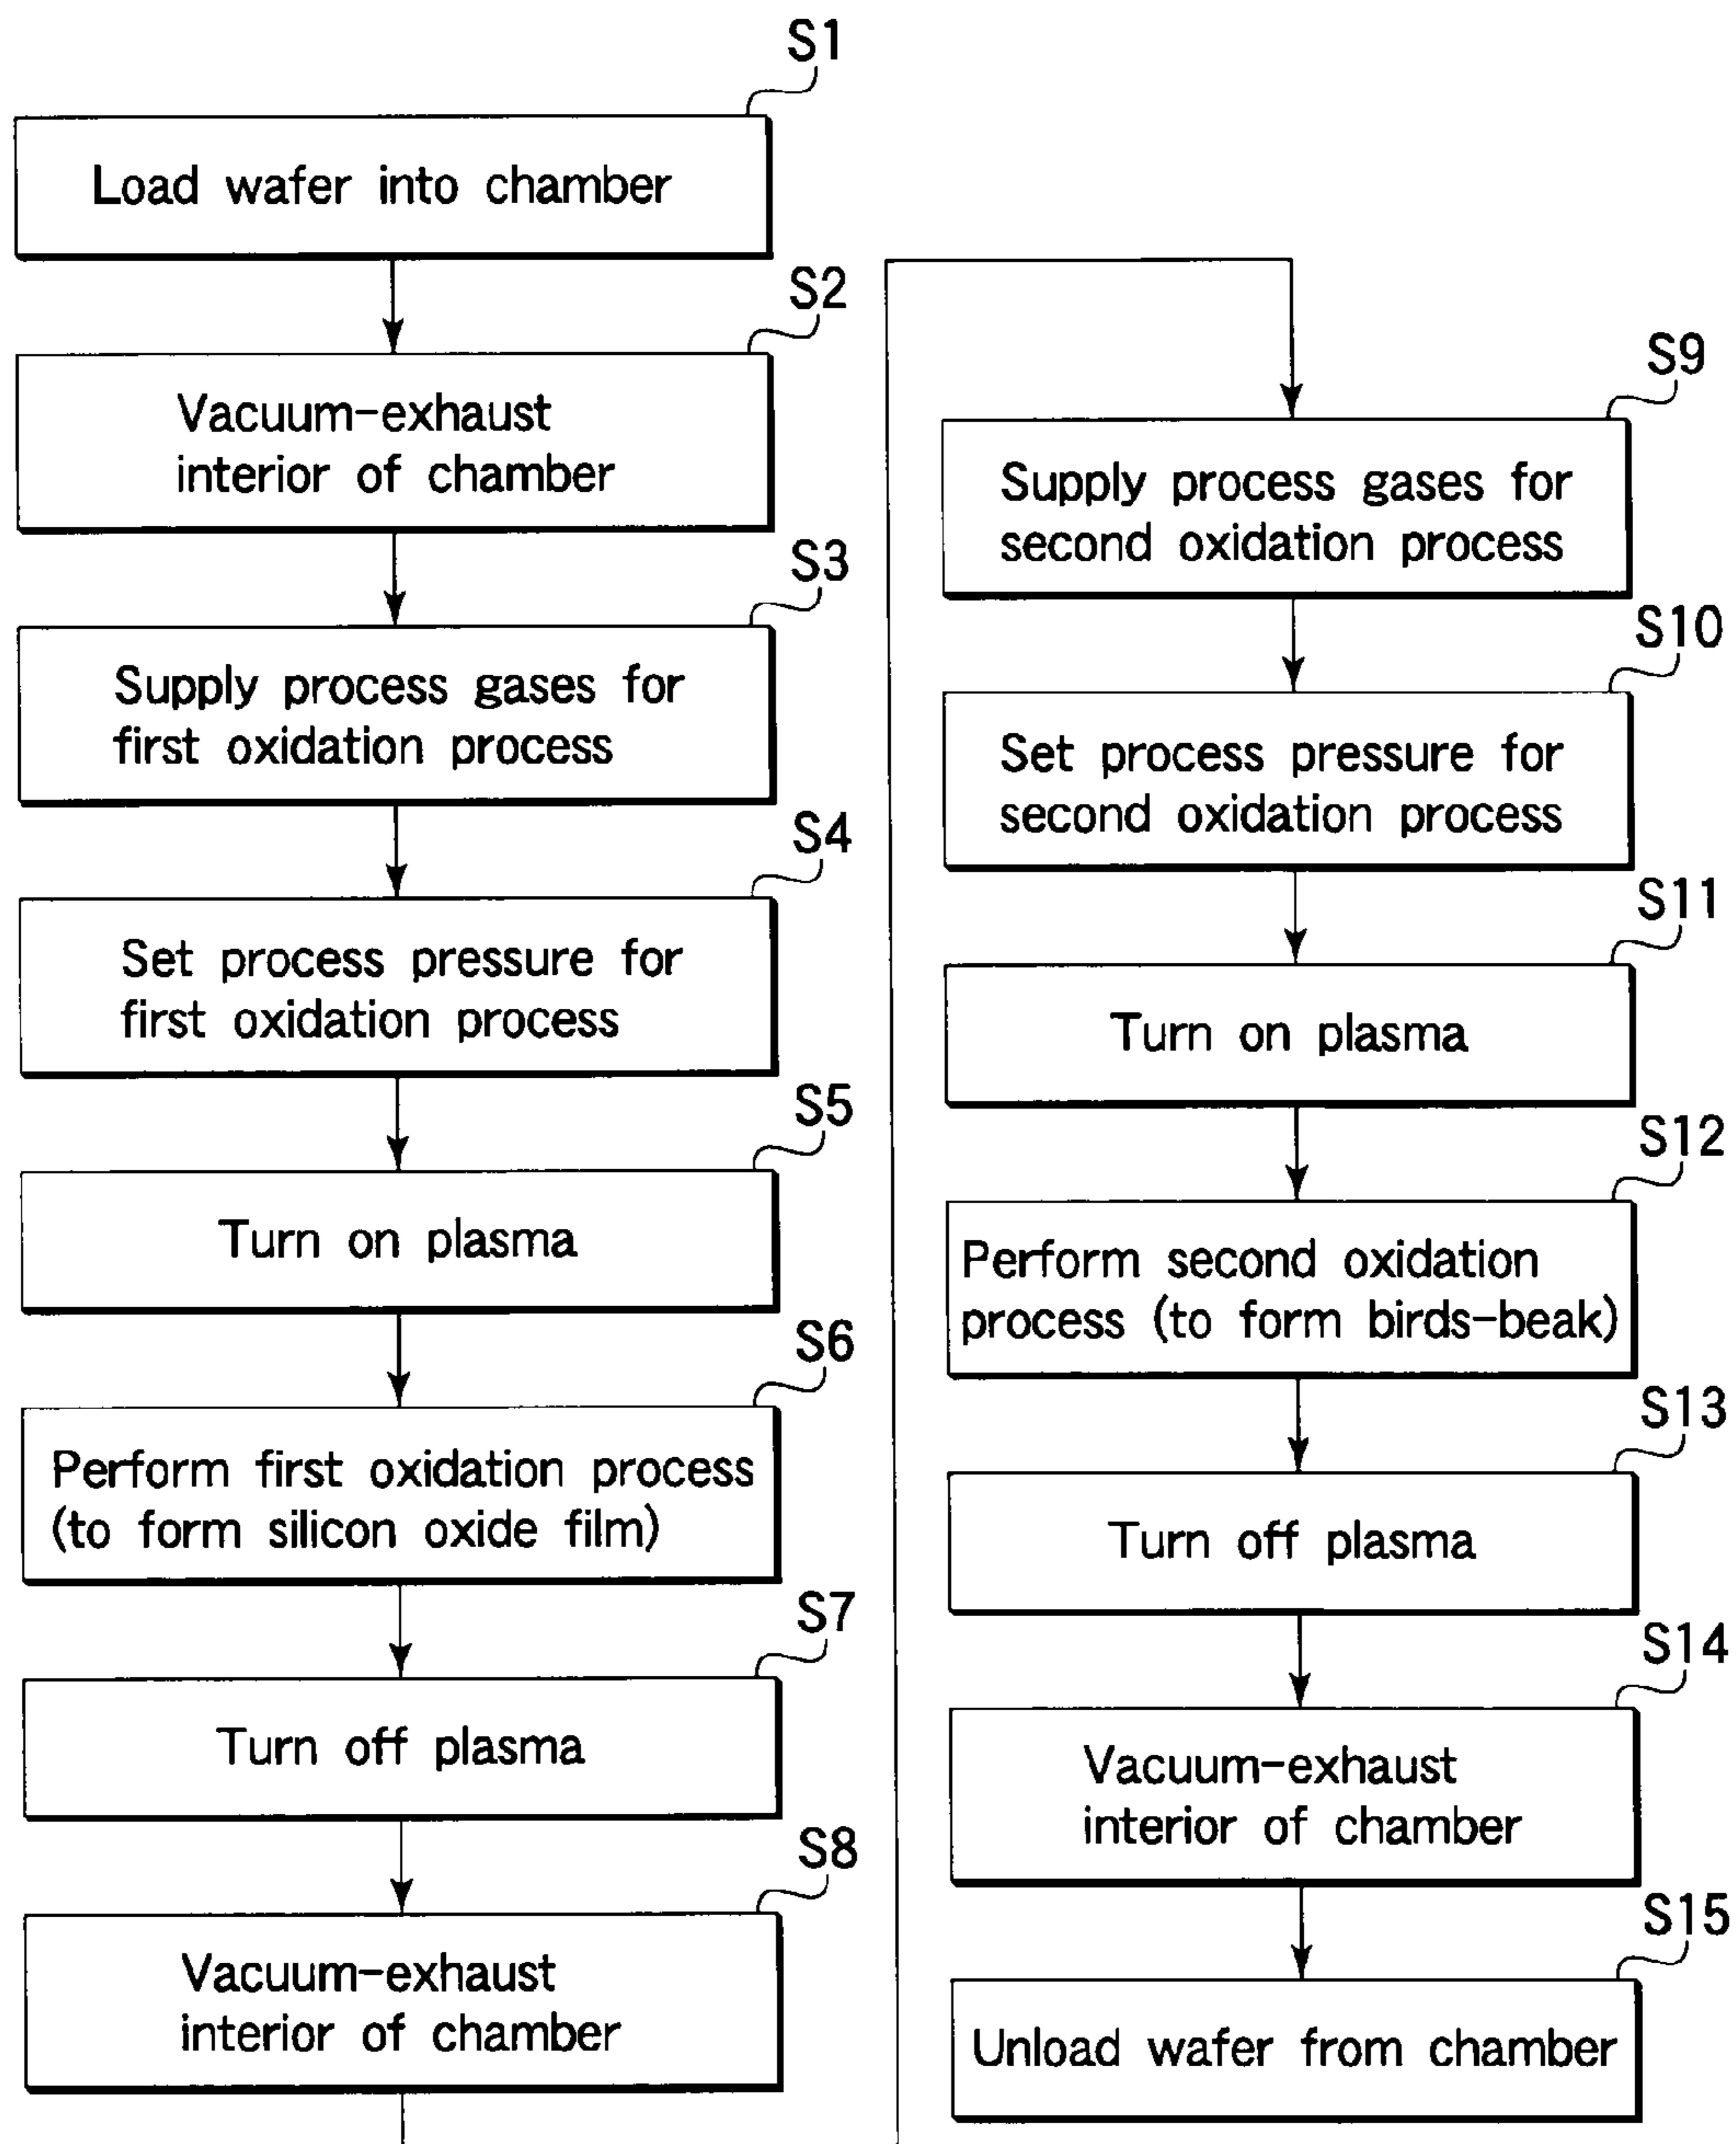 S1
Load wafer into chamber
S2
Vacuum-exhaust
interior of chamber
S3
Supply process gases for
first oxidation process
S4
Set process pressure for
first oxidation process
S5
Turn on plasma
S6
Perform first oxidation process
(to form silicon oxide film)
S7
Turn off plasma
S8
Vacuum-exhaust
interior of chamber
S9
Supply process gases for
second oxidation process
S10
Set process pressure for
second oxidation process
S11
Turn on plasma
S12
Perform second oxidation
process (to form birds-beak)
S13
Turn off plasma
S14
Vacuum-exhaust
interior of chamber
S15
Unload wafer from chamber